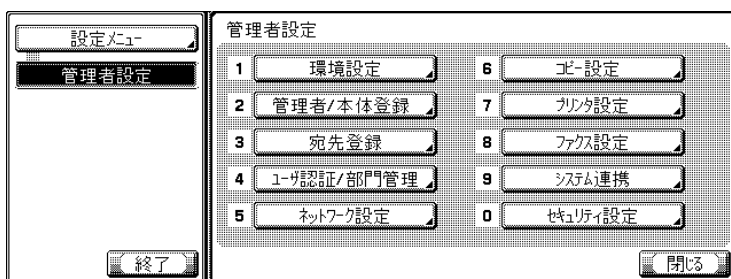 設定ﾒﾆｭｰ
管理者設定
終了
管理者設定
1 環境設定
2 管理者/本体登録
3 宛先登録
4 ﾕｰｻﾞ認証/部門管理
5 ﾈｯﾄﾜｰｸ設定
6 ｺﾋﾟｰ設定
7 ﾌﾟﾘﾝﾀ設定
8 ﾌｧｸｽ設定
9 ｼｽﾃﾑ連携
0 ｾｷｭﾘﾃｨ設定
閉じる